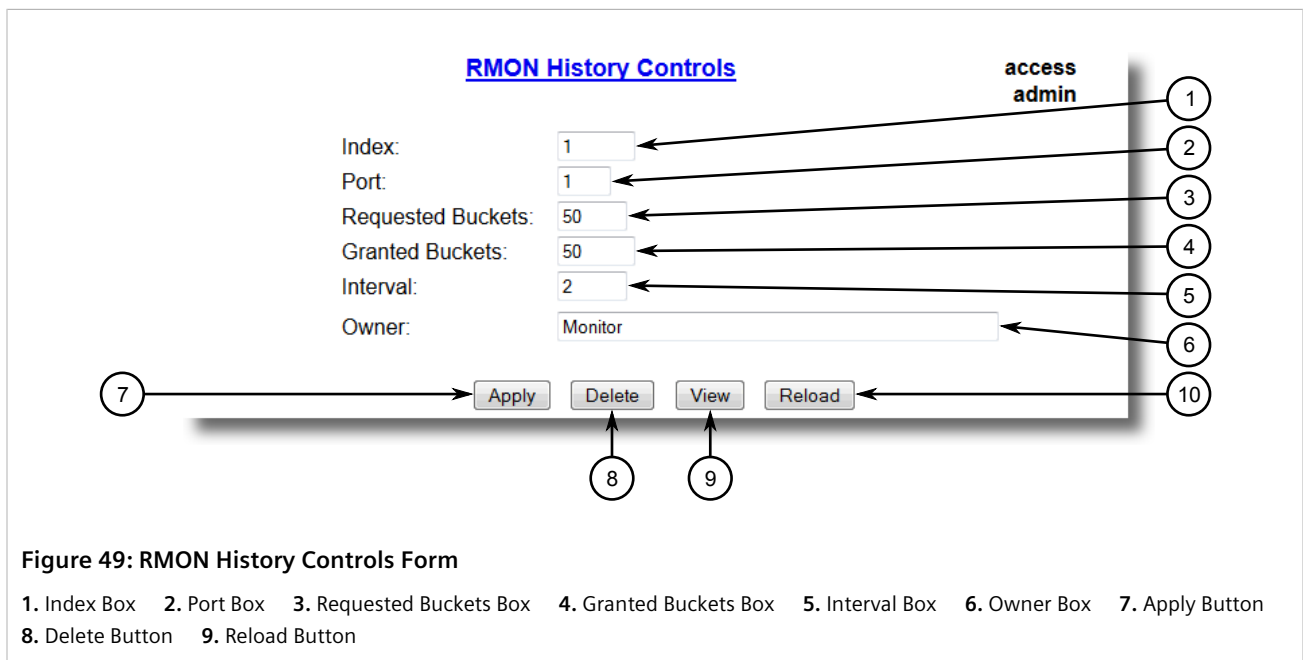 RMON History Controls
access
admin
1
Index: 1
2
Port: 1
3
Requested Buckets: 50
Granted Buckets: 50
4
Interval: 2
5
Owner: Monitor
6
7
Apply Delete View Reload
10
8 9
Figure 49: RMON History Controls Form
1. Index Box 2. Port Box 3. Requested Buckets Box 4. Granted Buckets Box 5. Interval Box 6. Owner Box 7. Apply Button
8. Delete Button 9. Reload Button